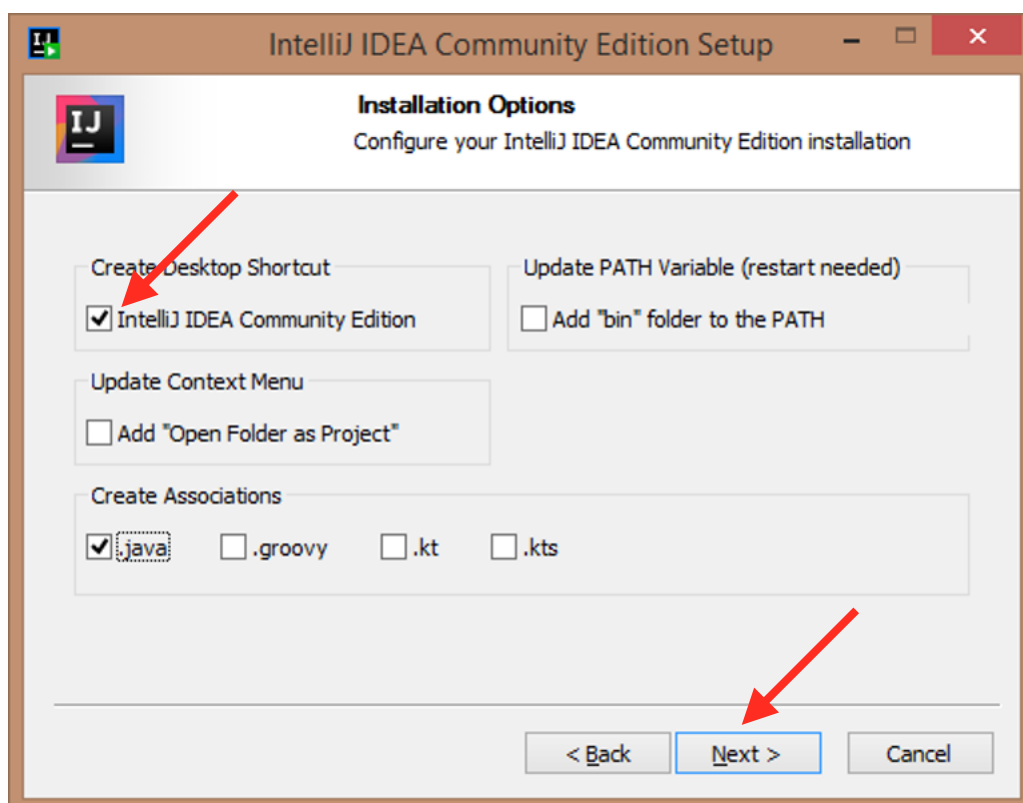 IJ
IntelliJ IDEA Community Edition Setup
IJ
Installation Options
Configure your IntelliJ IDEA Community Edition installation
Create Desktop Shortcut
IntelliJ IDEA Community Edition
Update PATH Variable (restart needed)
Add "bin" folder to the PATH
Update Context Menu
Add "Open Folder as Project"
Create Associations
.java .groovy .kt .kts
< Back Next > Cancel